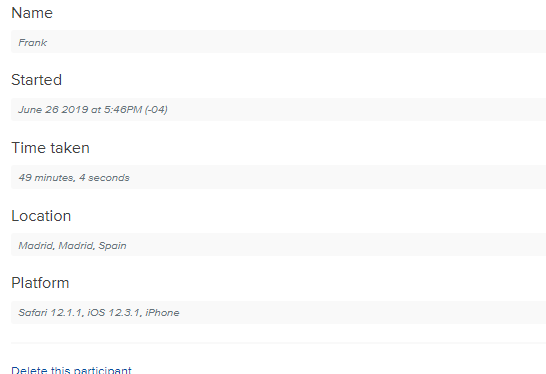 Name
Frank
Started
June 26 2019 at 5:46PM (-04)
Time taken
49 minutes, 4 seconds
Location
Madrid, Madrid, Spain
Platform
Safari 12.1.1, iOS 12.3.1, iPhone
Delete this participant